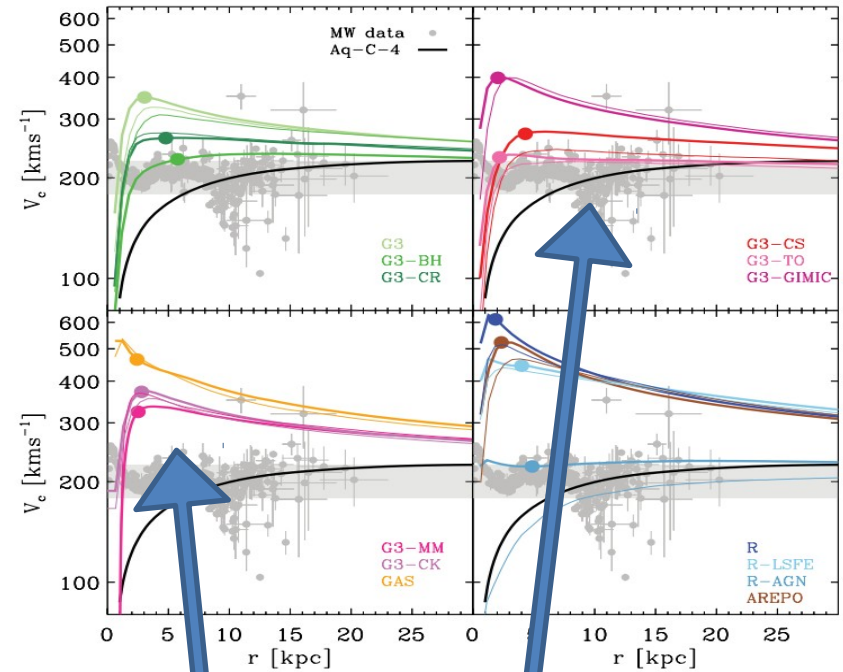 600
500
400
300
200
100
V_c [kms⁻¹]
MW data
Aq-C-4
G3
G3-BH
G3-CR
G3-CS
G3-TO
G3-GIMIC
600
500
400
300
200
100
V_c [kms⁻¹]
G3-MM
G3-CK
GAS
R
R-LSFE
R-AGN
AREPO
0 5 10 15 20 25
0 5 10 15 20 25
r [kpc]
r [kpc]